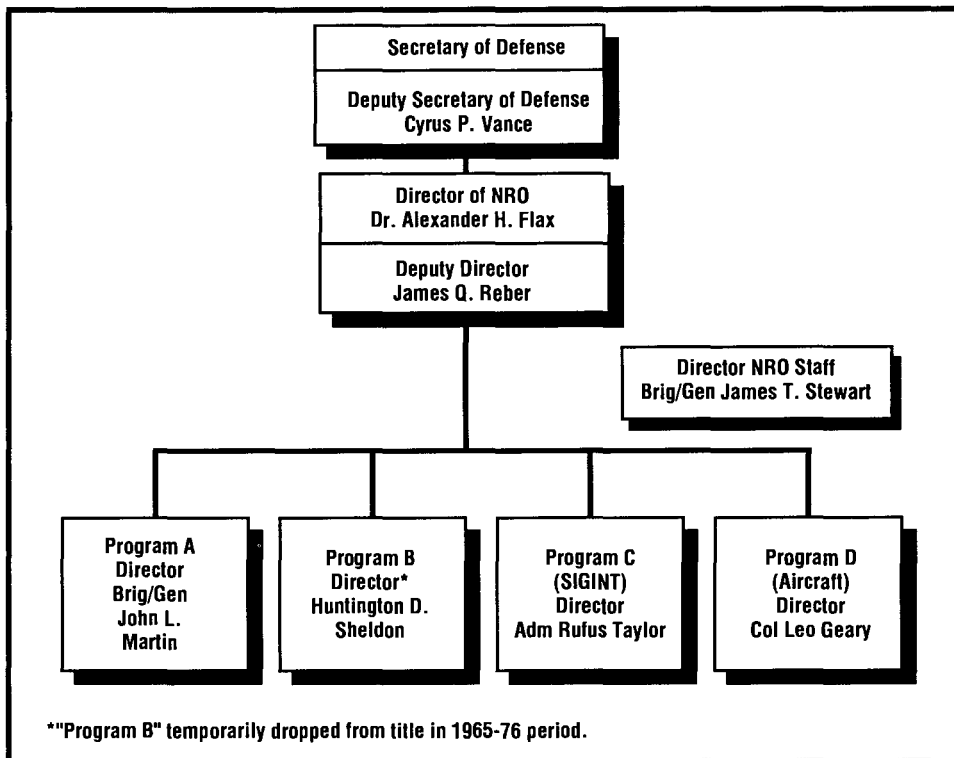 Secretary of Defense
Deputy Secretary of Defense
Cyrus P. Vance
Director of NRO
Dr. Alexander H. Flax
Deputy Director
James Q. Reber
Director NRO Staff
Brig/Gen James T. Stewart
Program A
Director
Brig/Gen
John L.
Martin
Program B
Director*
Huntington D.
Sheldon
Program C
(SIGINT)
Director
Adm Rufus Taylor
Program D
(Aircraft)
Director
Col Leo Geary
*"Program B" temporarily dropped from title in 1965-76 period.